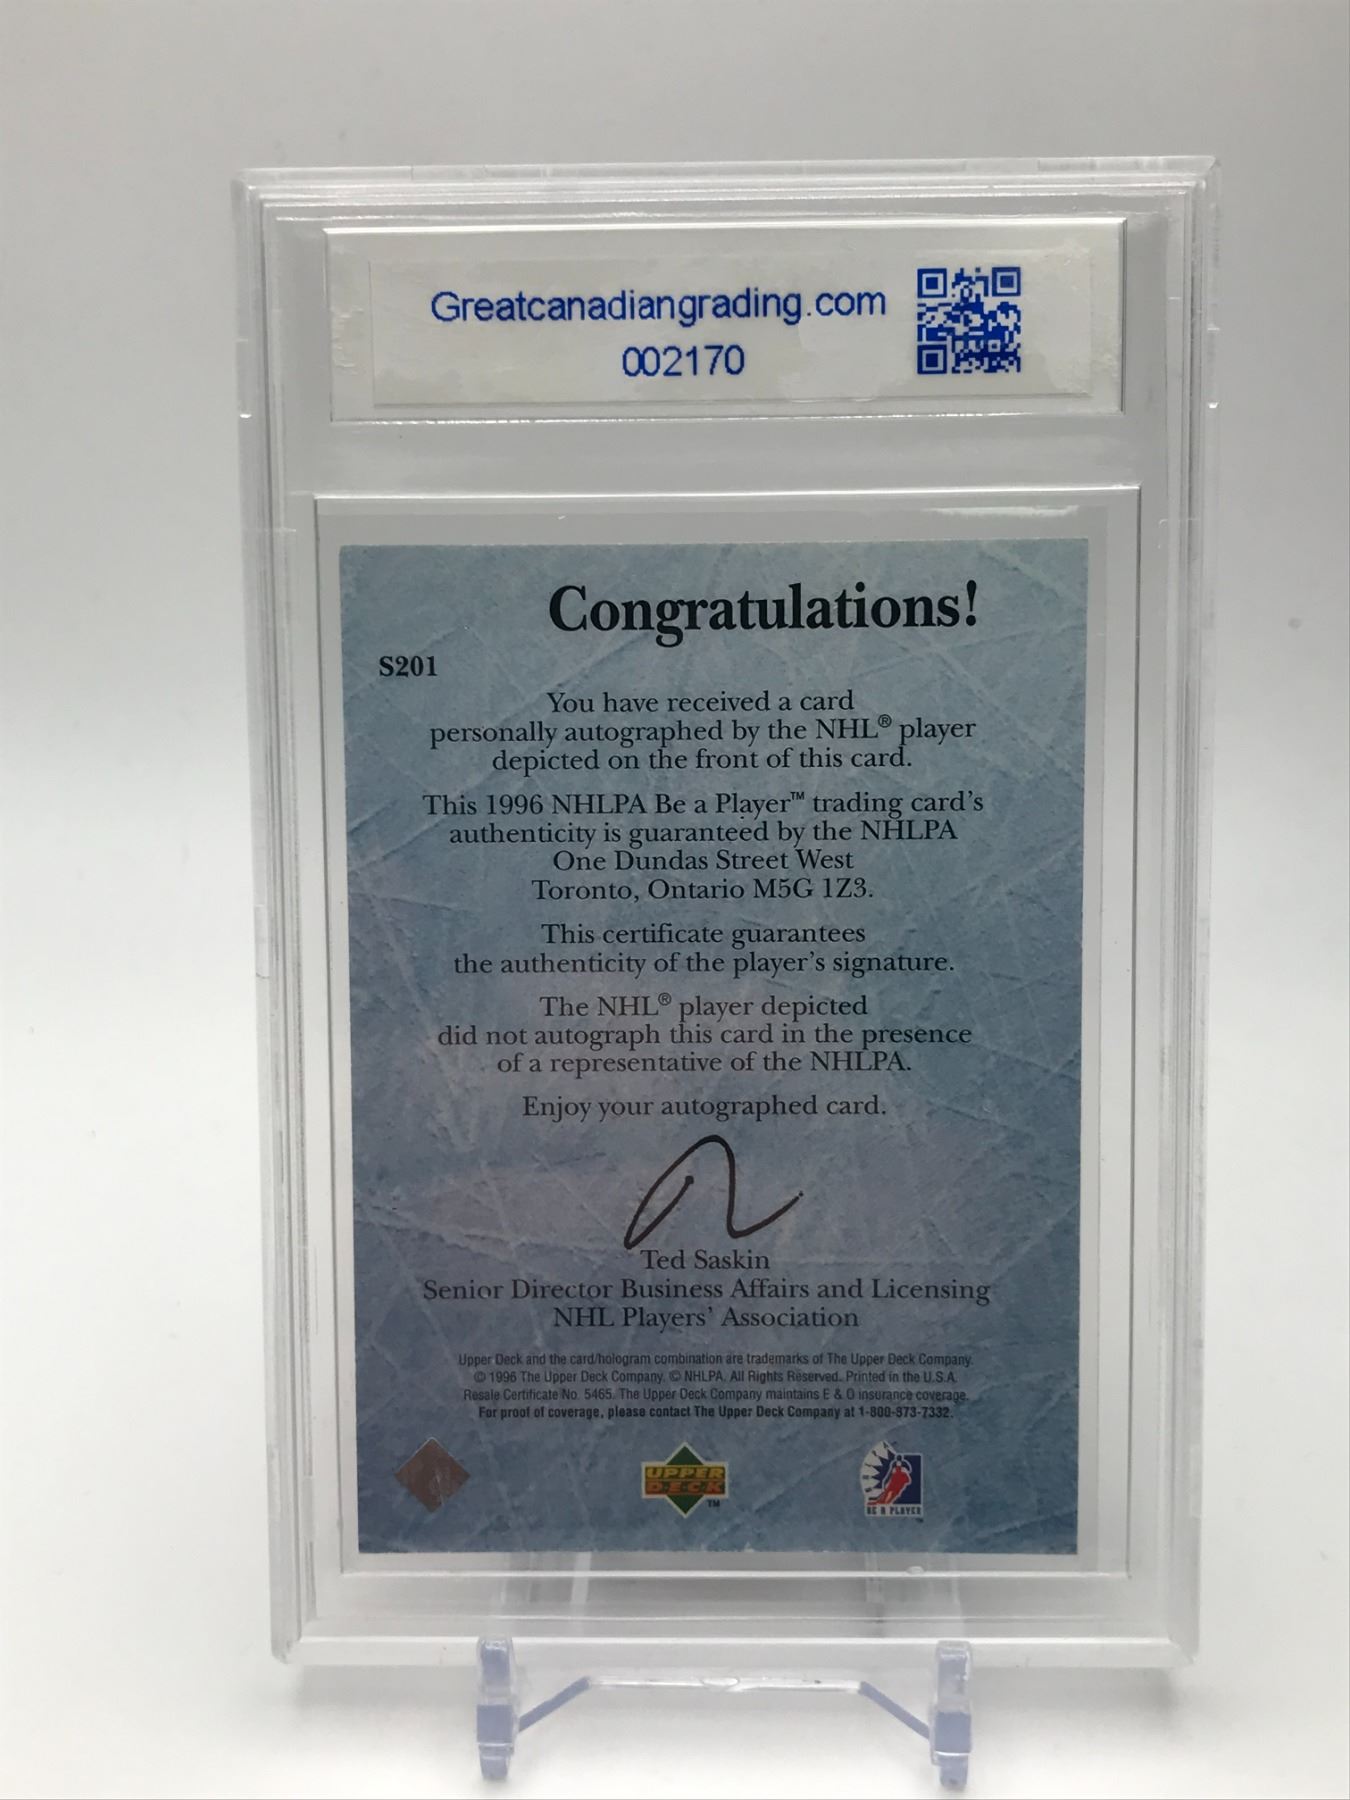 Greatcanadiangrading.com
002170
Congratulations!
S201
You have received a card
personally autographed by the NHL® player
depicted on the front of this card.
This 1996 NHLPA Be a Player™ trading card's
authenticity is guaranteed by the NHLPA
One Dundas Street West
Toronto, Ontario M5G 1Z3.
This certificate guarantees
the authenticity of the player's signature.
The NHL® player depicted
did not autograph this card in the presence
of a representative of the NHLPA.
Enjoy your autographed card.
Ted Saskin
Senior Director Business Affairs and Licensing
NHL Players' Association
Upper Deck and the card/hologram combination are trademarks of The Upper Deck Company.
© 1996 The Upper Deck Company. © NHLPA. All Rights Reserved. Printed in the U.S.A.
Resale Certificate No. 5465. The Upper Deck Company maintains E & O insurance coverage.
For proof of coverage, please contact The Upper Deck Company at 1-800-873-7332.
UPPER
DECK
TM
BE A PLAYER